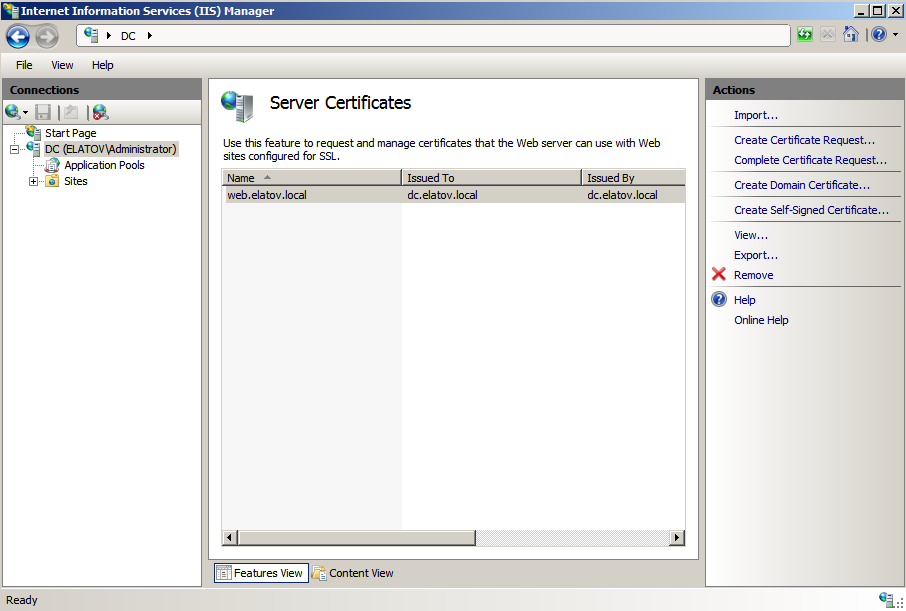 Internet Information Services (IIS) Manager
DC
File View Help
Connections
Start Page
DC (ELATOV\Administrator)
Application Pools
Sites
Server Certificates
Use this feature to request and manage certificates that the Web server can use with Web
sites configured for SSL.
Name Issued To Issued By
web.elatov.local dc.elatov.local dc.elatov.local
Features View Content View
Actions
Import...
Create Certificate Request...
Complete Certificate Request...
Create Domain Certificate...
Create Self-Signed Certificate...
View...
Export...
Remove
Help
Online Help
Ready